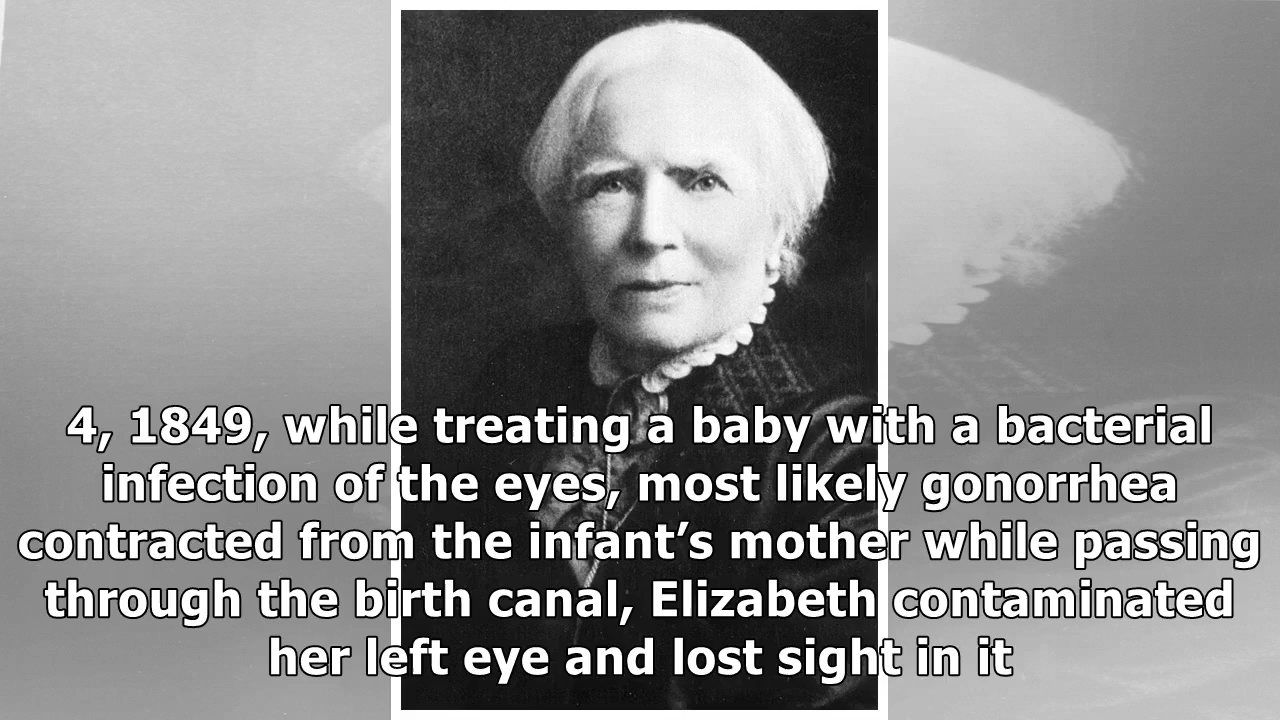 4, 1849, while treating a baby with a bacterial
infection of the eyes, most likely gonorrhea
contracted from the infant’s mother while passing
through the birth canal, Elizabeth contaminated
her left eye and lost sight in it